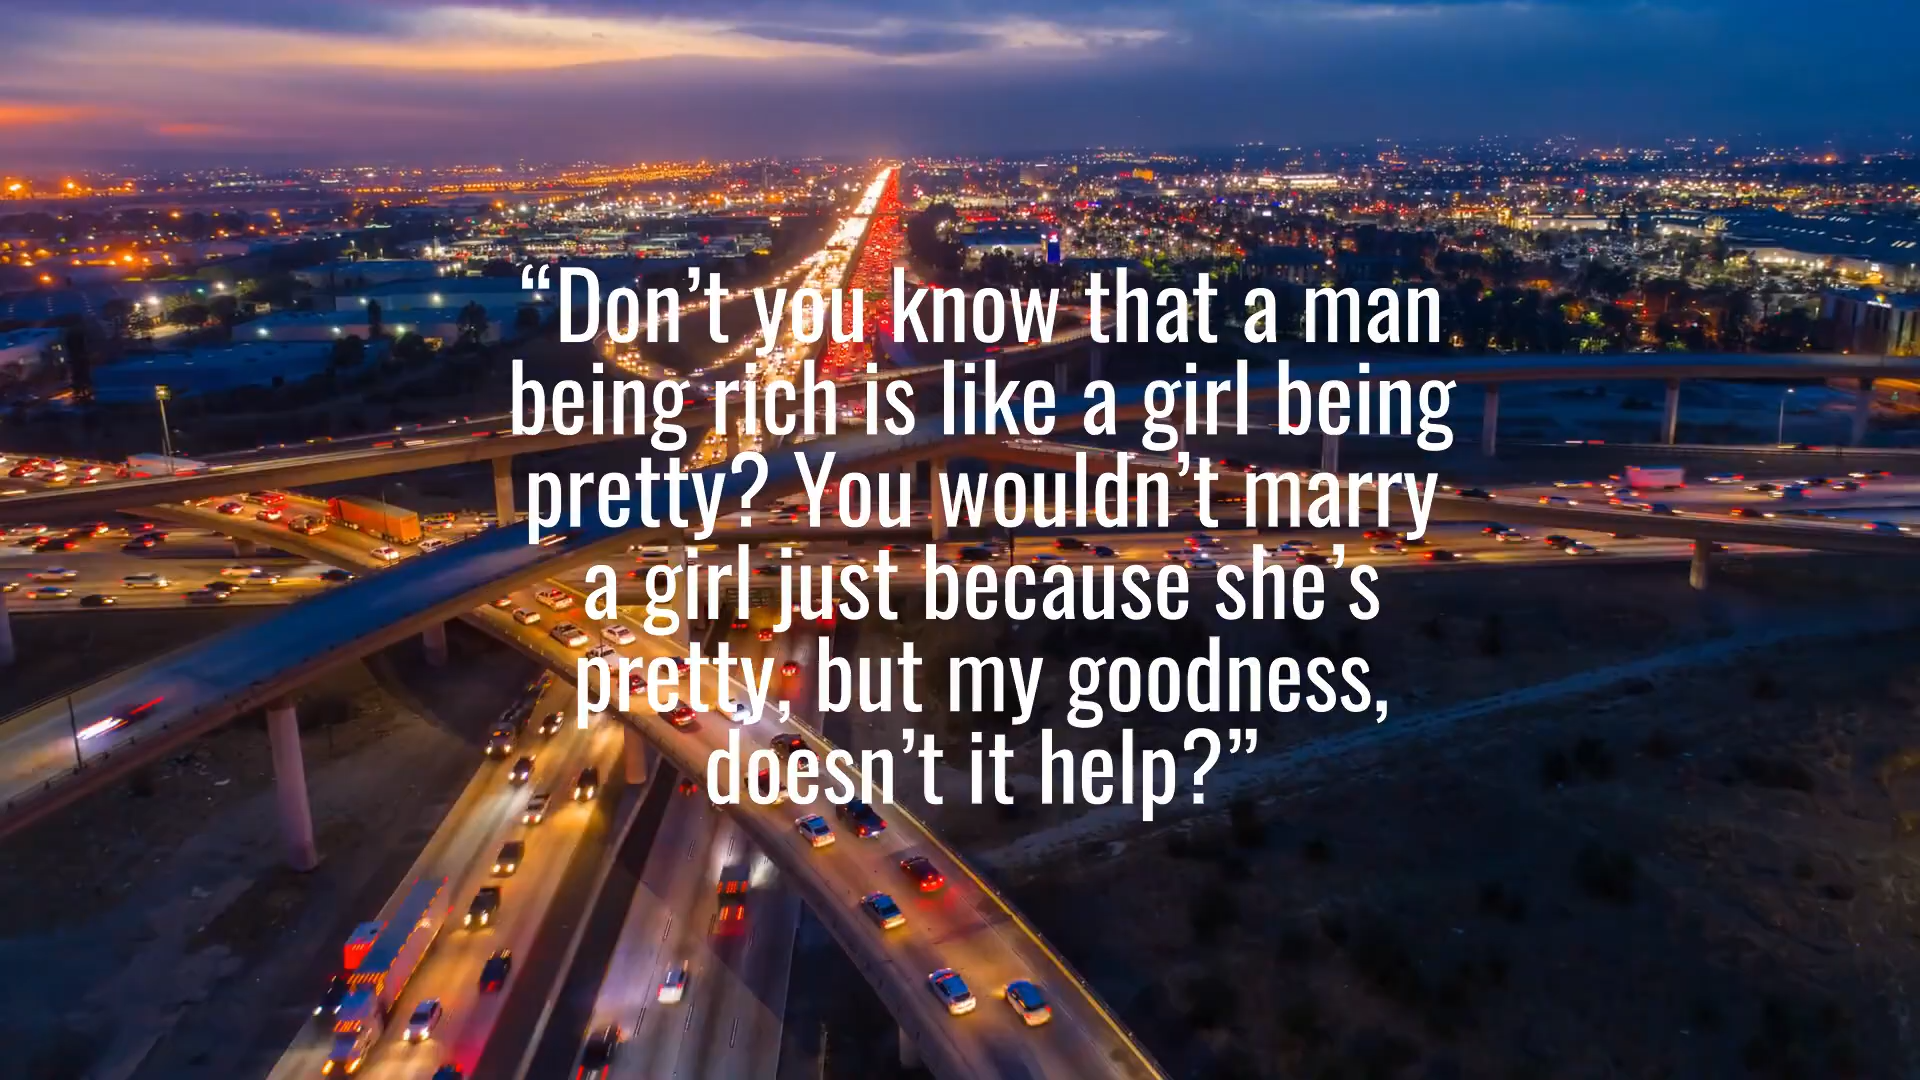 “Don’t you know that a man
being rich is like a girl being
pretty? You wouldn’t marry
a girl just because she’s
pretty, but my goodness,
doesn’t it help?”